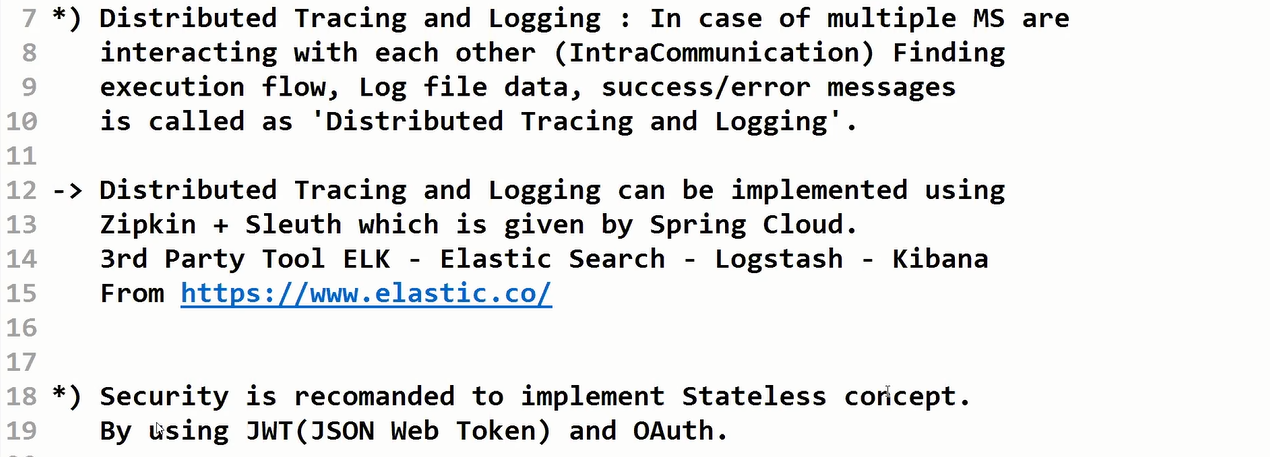 7 *) Distributed Tracing and Logging : In case of multiple MS are
8 interacting with each other (IntraCommunication) Finding
9 execution flow, Log file data, success/error messages
10 is called as 'Distributed Tracing and Logging'.
11
12 -> Distributed Tracing and Logging can be implemented using
13 Zipkin + Sleuth which is given by Spring Cloud.
14 3rd Party Tool ELK - Elastic Search - Logstash - Kibana
15 From https://www.elastic.co/
16
17
18 *) Security is recomanded to implement Stateless concept.
19 By using JWT(JSON Web Token) and OAuth.